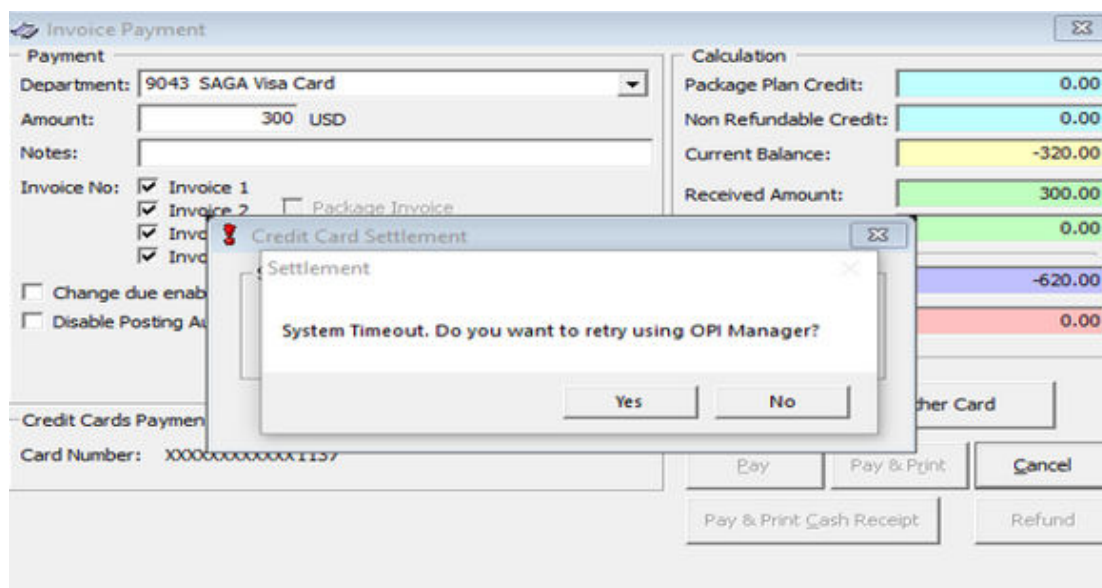 Invoice Payment
Payment
Department: 9043 SAGA Visa Card
Amount: 300 USD
Notes:
Invoice No: Invoice 1
Invoice 2 Package Invoice
Invo
Invo
Change due enab
Disable Posting Au
Credit Cards Paymen
Card Number:
Calculation
Package Plan Credit: 0.00
Non Refundable Credit: 0.00
Current Balance: -320.00
Received Amount: 300.00
0.00
-620.00
0.00
Credit Card Settlement
Settlement
System Timeout. Do you want to retry using OPI Manager?
Yes No
ther Card
Pay Pay & Print Cancel
Pay & Print Cash Receipt Refund